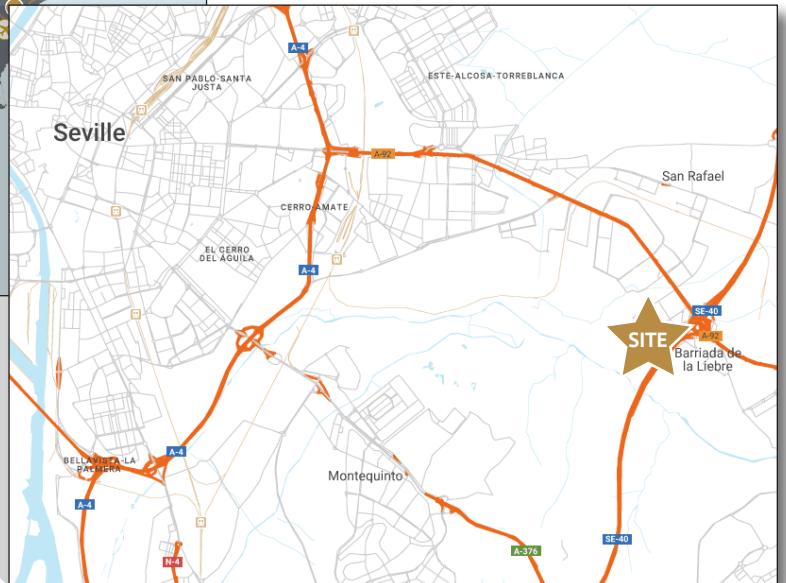 A-4
SAN PABLO-SANTA
JUSTA
ESTE-ALCOSA-TORREBLANCA
Seville
A-92
San Rafael
CERRO-AMATE
EL CERRO
DEL ÁGUILA
A-4
SE-40
SITE
A-92
Barriada de
la Liebre
A-4
BELLAVISTA-LA
PALMERA
Montequinto
A-4
SE-40
A-376
N-4